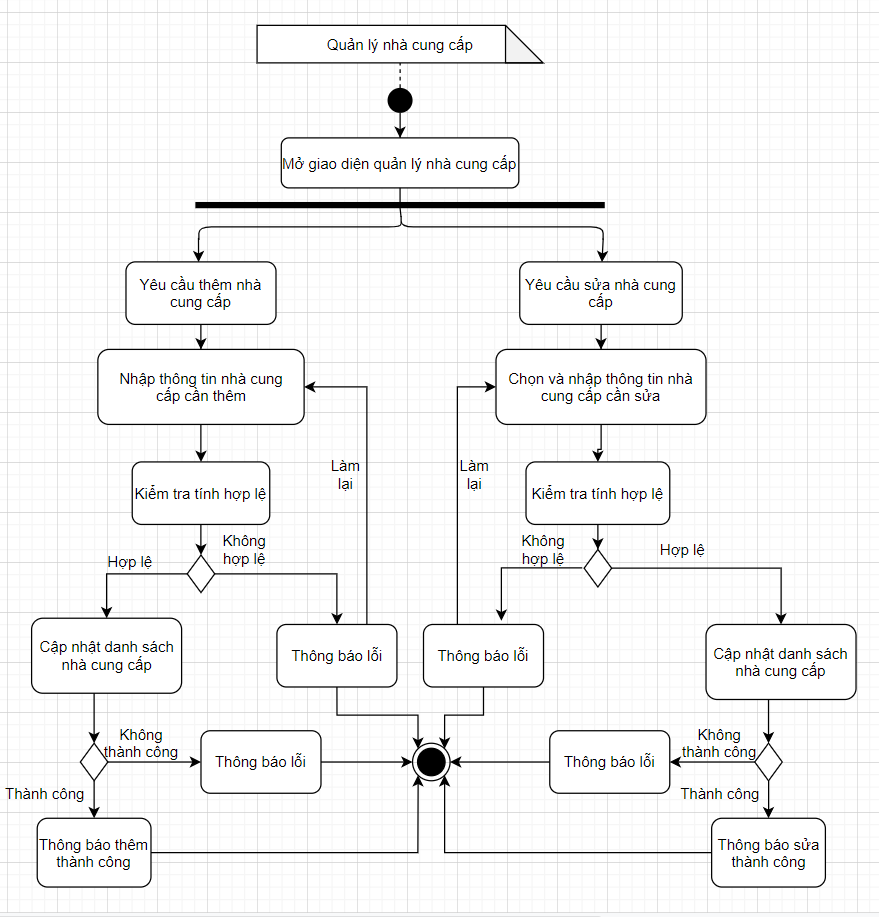 Quản lý nhà cung cấp
Mở giao diện quản lý nhà cung cấp
Yêu cầu thêm nhà
cung cấp
Yêu cầu sửa nhà cung
cấp
Nhập thông tin nhà cung
cấp cần thêm
Chọn và nhập thông tin nhà
cung cấp cần sửa
Làm
lại
Làm
lại
Kiểm tra tính hợp lệ
Kiểm tra tính hợp lệ
Hợp lệ
Không
hợp lệ
Không
hợp lệ
Hợp lệ
Cập nhật danh sách
nhà cung cấp
Thông báo lỗi
Thông báo lỗi
Cập nhật danh sách
nhà cung cấp
Không
thành công
Thông báo lỗi
Thông báo lỗi
Không
thành công
Thành công
Thành công
Thông báo thêm
thành công
Thông báo sửa
thành công